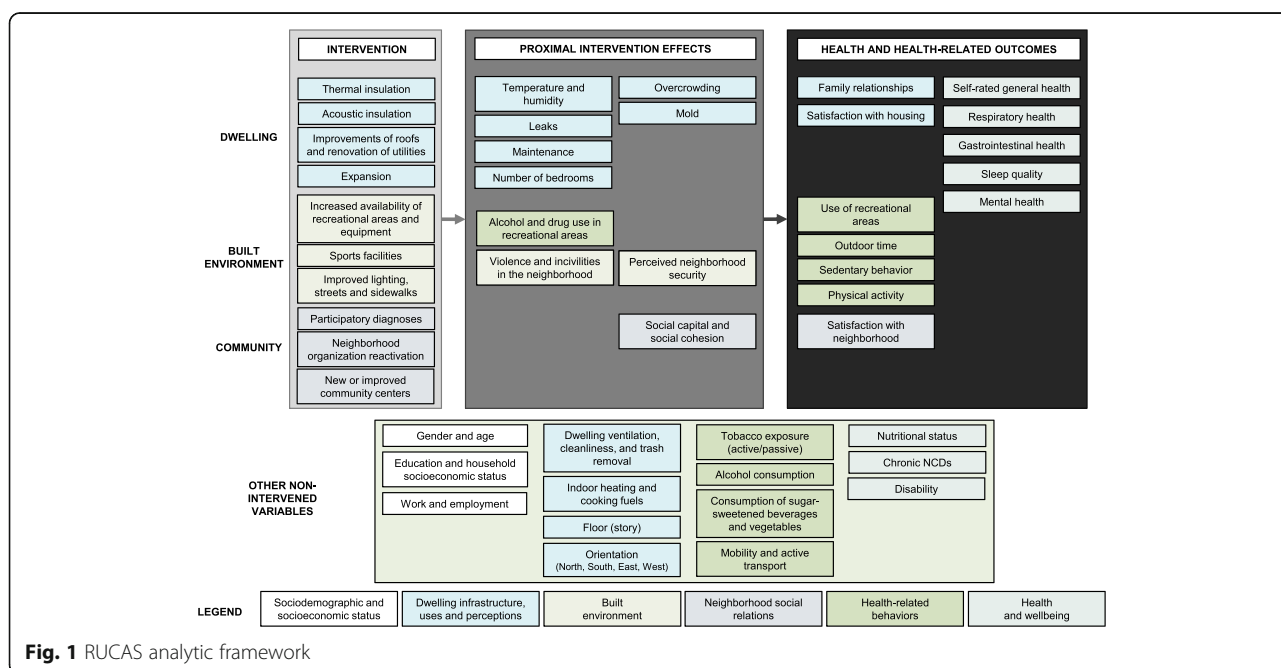 INTERVENTION
PROXIMAL INTERVENTION EFFECTS
HEALTH AND HEALTH-RELATED OUTCOMES
DWELLING
Thermal insulation
Acoustic insulation
Improvements of roofs
and renovation of utilities
Expansion
Temperature and
humidity
Leaks
Maintenance
Number of bedrooms
Overcrowding
Mold
Family relationships
Satisfaction with housing
Self-rated general health
Respiratory health
Gastrointestinal health
Sleep quality
Mental health
BUILT
ENVIRONMENT
Increased availability of
recreational areas and
equipment
Sports facilities
Improved lighting,
streets and sidewalks
Alcohol and drug use in
recreational areas
Violence and incivilities
in the neighborhood
Perceived neighborhood
security
Use of recreational
areas
Outdoor time
Sedentary behavior
Physical activity
COMMUNITY
Participatory diagnoses
Neighborhood
organization reactivation
New or improved
community centers
Social capital and
social cohesion
Satisfaction with
neighborhood
OTHER NON-
INTERVENED
VARIABLES
Gender and age
Education and household
socioeconomic status
Work and employment
Dwelling ventilation,
cleanliness, and trash
removal
Indoor heating and
cooking fuels
Floor (story)
Orientation
(North, South, East, West)
Tobacco exposure
(active/passive)
Alcohol consumption
Consumption of sugar-
sweetened beverages
and vegetables
Mobility and active
transport
Nutritional status
Chronic NCDs
Disability
LEGEND
Sociodemographic and
socioeconomic status
Dwelling infrastructure,
uses and perceptions
Built
environment
Neighborhood social
relations
Health-related
behaviors
Health
and wellbeing
Fig. 1 RUCAS analytic framework